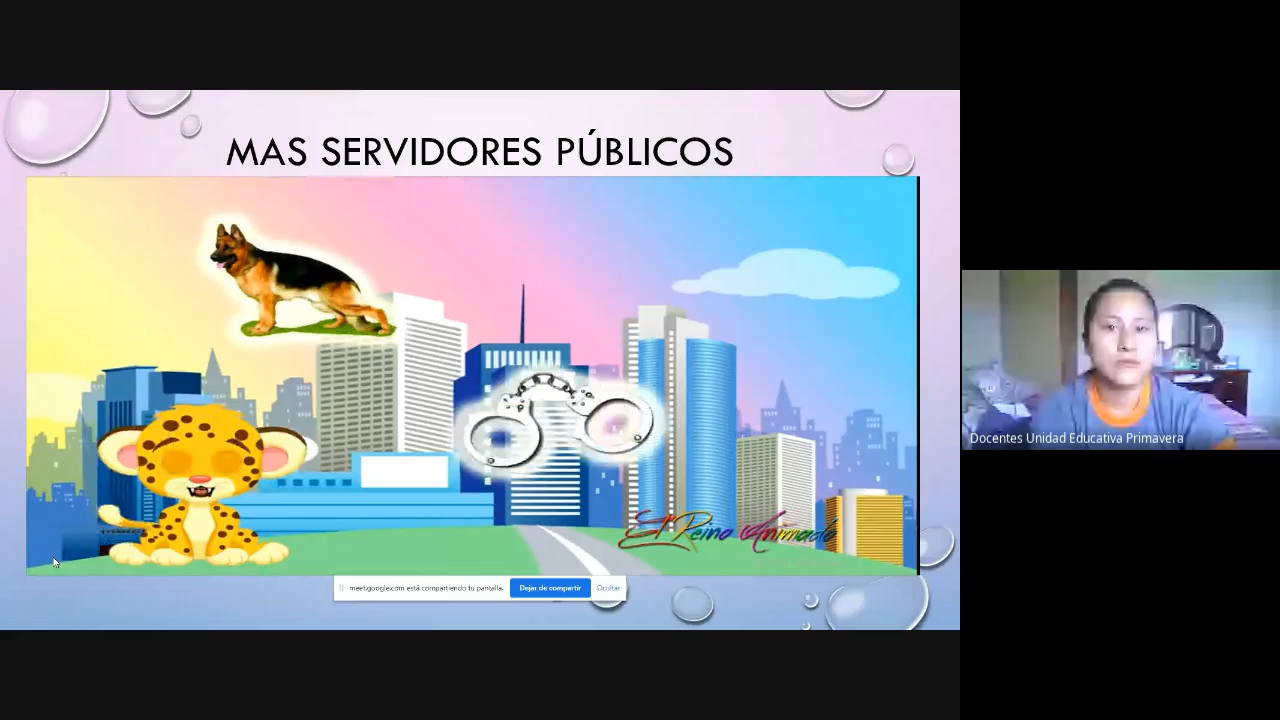 MAS SERVIDORES PÚBLICOS
El Reino Animado
meet.google.com está compartiendo tu pantalla.
Dejar de compartir
Ocultar
Docentes Unidad Educativa Primavera